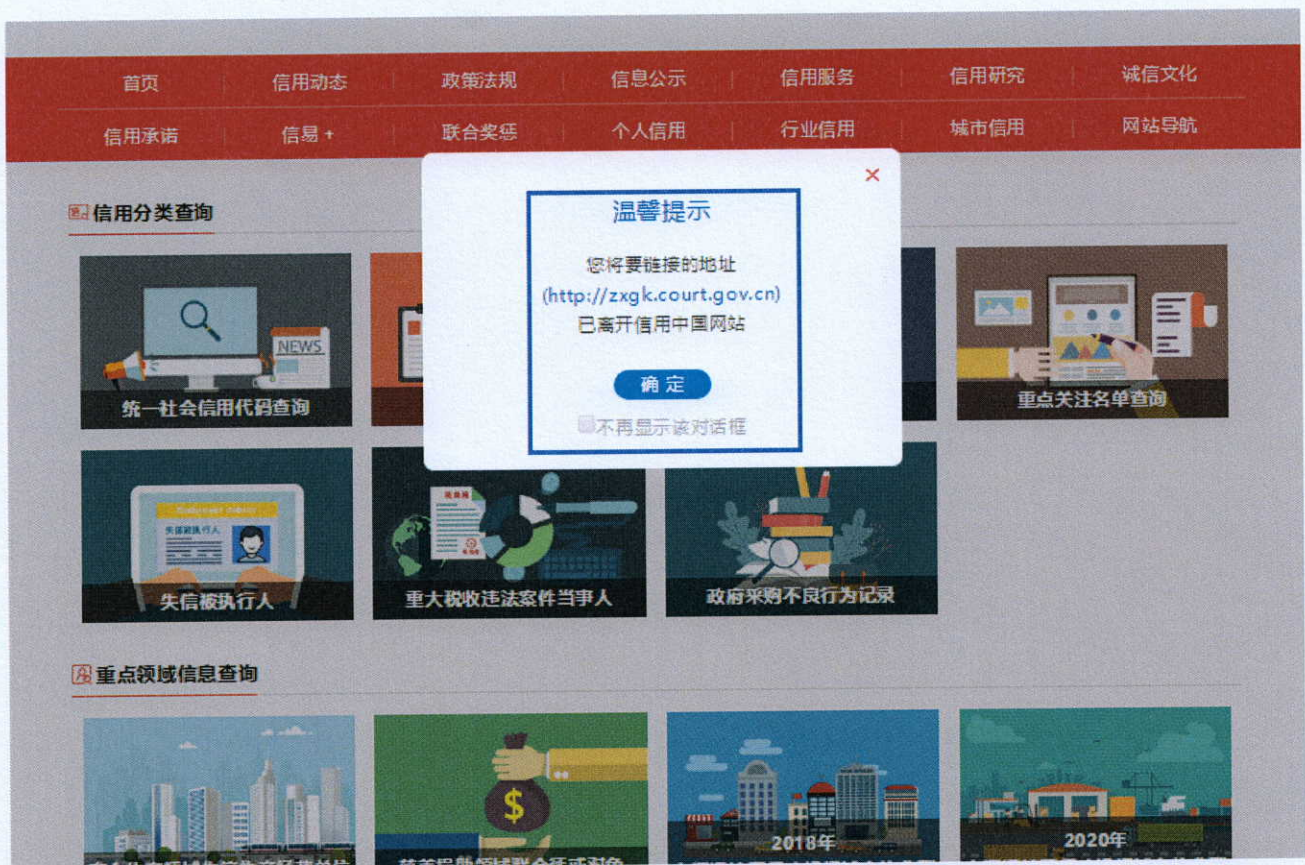 首页 信用动态 政策法规 信息公示 信用服务 信用研究 诚信文化
信用承诺 信易+ 联合奖惩 个人信用 行业信用 城市信用 网站导航
信用分类查询
温馨提示
您将要链接的地址
(http://zxgk.court.gov.cn)
已离开信用中国网站
确定
不再显示该对话框
NEWS
统一社会信用代码查询
重点关注名单查询
失信被执行人
失信被执行人
重大税收违法案件当事人
政府采购不良行为记录
重点领域信息查询
$
2018年
2020年